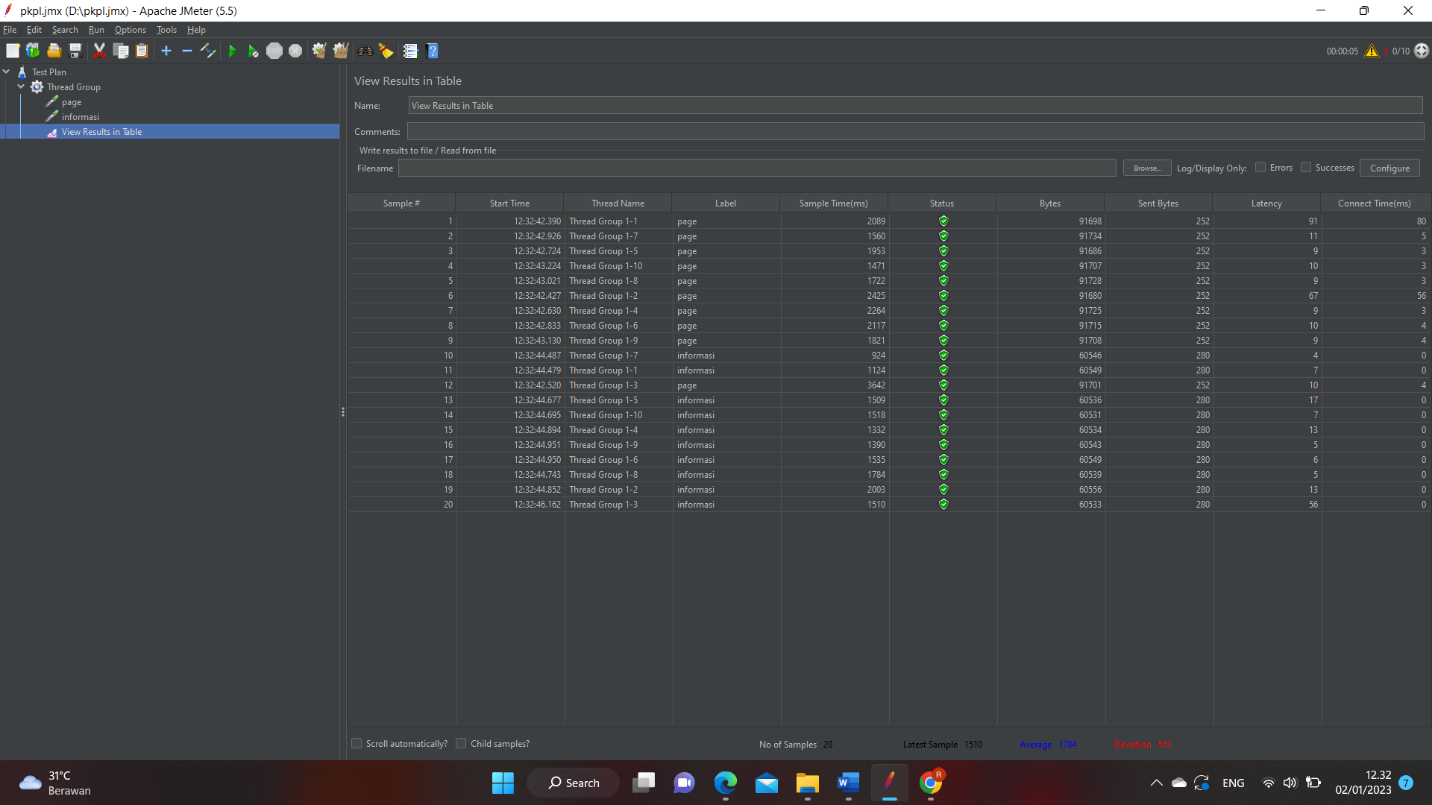 pkpl.jmx (D:\pkpl.jmx) - Apache JMeter (5.5)
File Edit Search Run Options Tools Help
00:00:05 0/10
Test Plan
Thread Group
page
informasi
View Results in Table
View Results in Table
Name: View Results in Table
Comments:
Write results to file / Read from file
Filename Browse... Log/Display Only: Errors Successes Configure
Sample # Start Time Thread Name Label Sample Time(ms) Status Bytes Sent Bytes Latency Connect Time(ms)
1 12:32:42.390 Thread Group 1-1 page 2089 91698 252 91 80
2 12:32:42.926 Thread Group 1-7 page 1560 91734 252 11 5
3 12:32:42.724 Thread Group 1-5 page 1953 91686 252 9 3
4 12:32:43.224 Thread Group 1-10 page 1471 91707 252 10 3
5 12:32:43.021 Thread Group 1-8 page 1722 91728 252 9 3
6 12:32:42.427 Thread Group 1-2 page 2425 91680 252 67 56
7 12:32:42.630 Thread Group 1-4 page 2264 91725 252 9 3
8 12:32:42.833 Thread Group 1-6 page 2117 91715 252 10 4
9 12:32:43.130 Thread Group 1-9 page 1821 91708 252 9 4
10 12:32:44.487 Thread Group 1-7 informasi 924 60546 280 4 0
11 12:32:44.479 Thread Group 1-1 informasi 1124 60549 280 7 0
12 12:32:42.520 Thread Group 1-3 page 3642 91701 252 10 4
13 12:32:44.677 Thread Group 1-5 informasi 1509 60536 280 17 0
14 12:32:44.695 Thread Group 1-10 informasi 1518 60531 280 7 0
15 12:32:44.894 Thread Group 1-4 informasi 1332 60534 280 13 0
16 12:32:44.951 Thread Group 1-9 informasi 1390 60543 280 5 0
17 12:32:44.950 Thread Group 1-6 informasi 1535 60549 280 6 0
18 12:32:44.743 Thread Group 1-8 informasi 1784 60539 280 5 0
19 12:32:44.852 Thread Group 1-2 informasi 2003 60556 280 13 0
20 12:32:46.162 Thread Group 1-3 informasi 1510 60533 280 56 0
Scroll automatically? Child samples? No of Samples 20 Latest Sample 1510 Average 1784 Deviation
31°C
Berawan
Search
ENG
12.32
02/01/2023
7